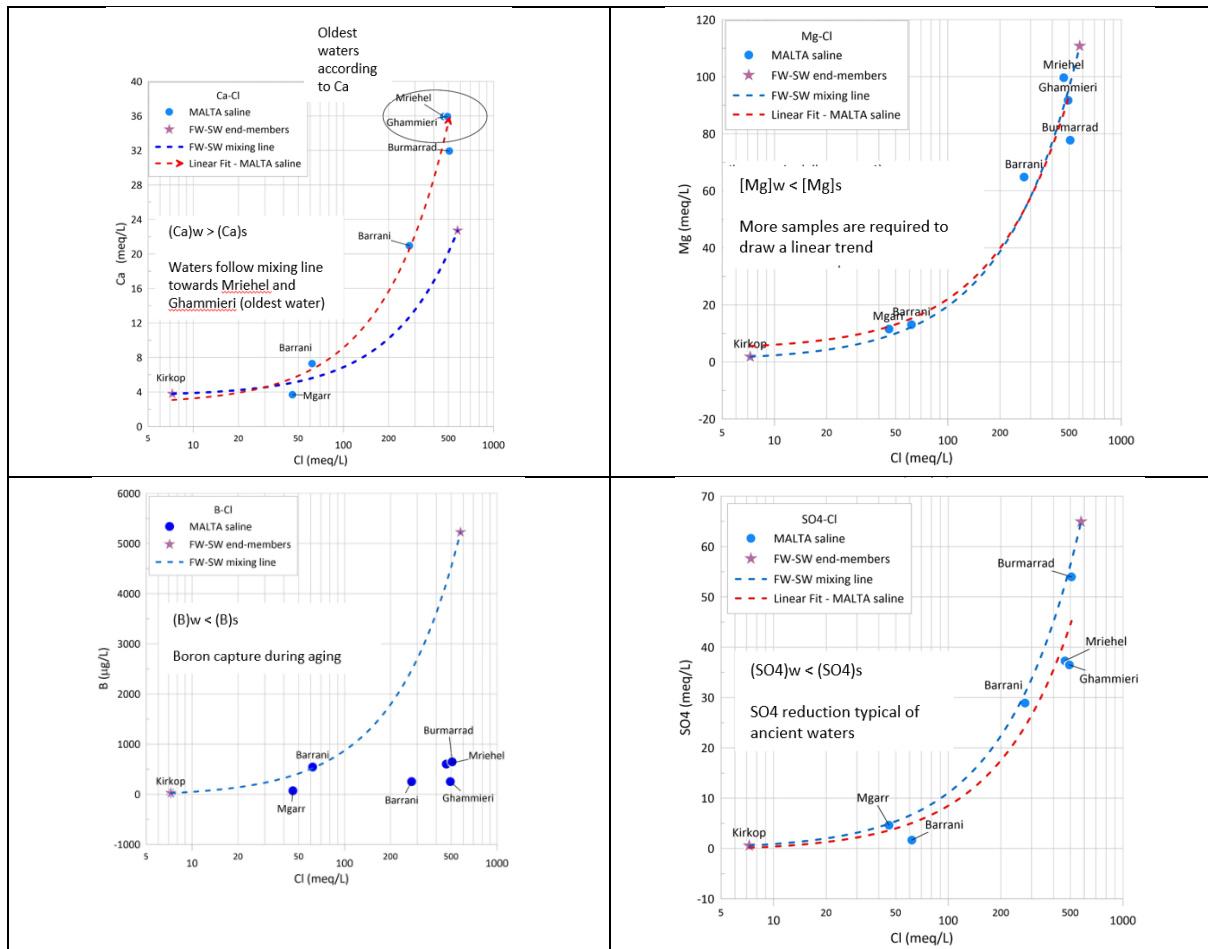 Oldest
waters
according
to Ca
Ca-Cl
MALTA saline
FW-SW end-members
FW-SW mixing line
Linear Fit - MALTA saline
40
36
32
28
24
20
16
12
8
4
0
Ca (meq/L)
Mriehel
Ghammieri
Burmarrad
Barrani
Barrani
Kirkop
Mgarr
(Ca)w > (Ca)s
Waters follow mixing line
towards Mriehel and
Ghammieri (oldest water)
5
10
20
50
100
200
500
1000
Cl (meq/L)
Mg-Cl
MALTA saline
FW-SW end-members
FW-SW mixing line
Linear Fit - MALTA saline
120
100
80
60
40
20
0
-20
Mg (meq/L)
Mriehel
Ghammieri
Burmarrad
Barrani
Mgarr
Barrani
Kirkop
[Mg]w < [Mg]s
More samples are required to
draw a linear trend
5
10
20
50
100
200
500
1000
Cl (meq/L)
B-Cl
MALTA saline
FW-SW end-members
FW-SW mixing line
6000
5000
4000
3000
2000
1000
0
-1000
B (µg/L)
(B)w < (B)s
Boron capture during aging
Burmarrad
Mriehel
Barrani
Kirkop
Mgarr
Barrani
Ghammieri
5
10
20
50
100
200
500
1000
Cl (meq/L)
SO4-Cl
MALTA saline
FW-SW end-members
FW-SW mixing line
Linear Fit - MALTA saline
70
60
50
40
30
20
10
0
-10
SO4 (meq/L)
Burmarrad
Mriehel
Ghammieri
Barrani
Mgarr
Barrani
Kirkop
(SO4)w < (SO4)s
SO4 reduction typical of
ancient waters
5
10
20
50
100
200
500
1000
Cl (meq/L)